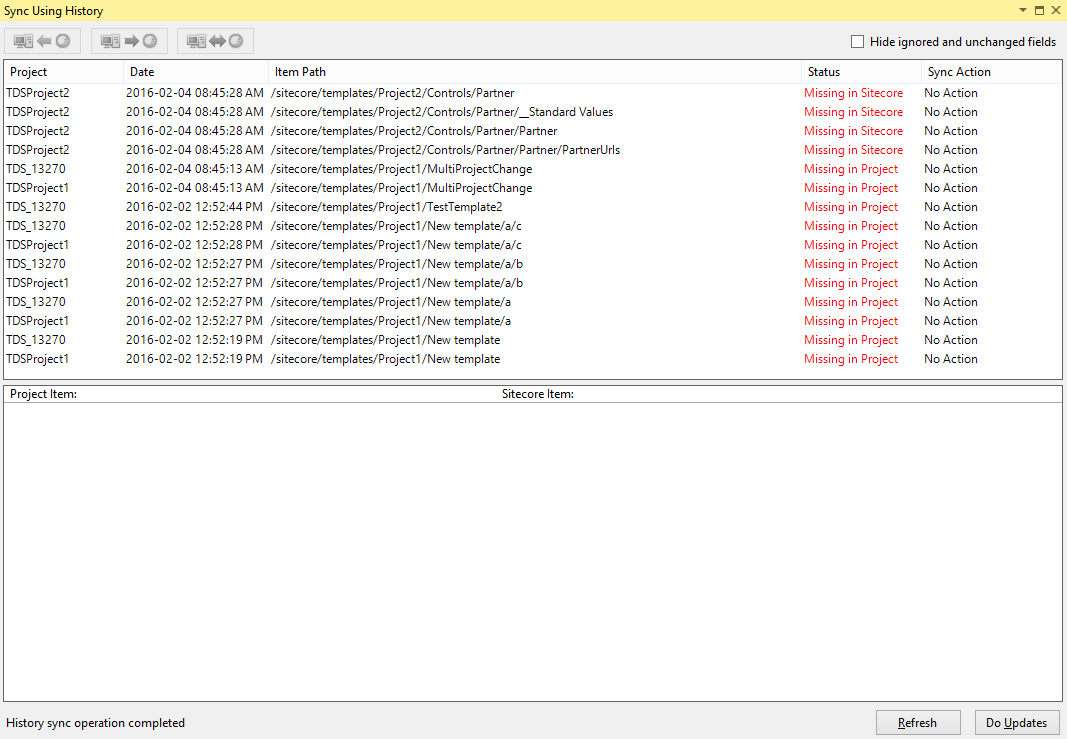 Sync Using History
Hide ignored and unchanged fields
Project Date Item Path Status Sync Action
TDSProject2 2016-02-04 08:45:28 AM /sitecore/templates/Project2/Controls/Partner Missing in Sitecore No Action
TDSProject2 2016-02-04 08:45:28 AM /sitecore/templates/Project2/Controls/Partner/__Standard Values Missing in Sitecore No Action
TDSProject2 2016-02-04 08:45:28 AM /sitecore/templates/Project2/Controls/Partner/Partner Missing in Sitecore No Action
TDSProject2 2016-02-04 08:45:28 AM /sitecore/templates/Project2/Controls/Partner/Partner/PartnerUrls Missing in Sitecore No Action
TDS_13270 2016-02-04 08:45:13 AM /sitecore/templates/Project1/MultiProjectChange Missing in Project No Action
TDSProject1 2016-02-04 08:45:13 AM /sitecore/templates/Project1/MultiProjectChange Missing in Project No Action
TDS_13270 2016-02-02 12:52:44 PM /sitecore/templates/Project1/TestTemplate2 Missing in Project No Action
TDS_13270 2016-02-02 12:52:28 PM /sitecore/templates/Project1/New template/a/c Missing in Project No Action
TDSProject1 2016-02-02 12:52:28 PM /sitecore/templates/Project1/New template/a/c Missing in Project No Action
TDS_13270 2016-02-02 12:52:27 PM /sitecore/templates/Project1/New template/a/b Missing in Project No Action
TDSProject1 2016-02-02 12:52:27 PM /sitecore/templates/Project1/New template/a/b Missing in Project No Action
TDS_13270 2016-02-02 12:52:27 PM /sitecore/templates/Project1/New template/a Missing in Project No Action
TDSProject1 2016-02-02 12:52:27 PM /sitecore/templates/Project1/New template/a Missing in Project No Action
TDS_13270 2016-02-02 12:52:19 PM /sitecore/templates/Project1/New template Missing in Project No Action
TDSProject1 2016-02-02 12:52:19 PM /sitecore/templates/Project1/New template Missing in Project No Action
Project Item: Sitecore Item:
History sync operation completed Refresh Do Updates